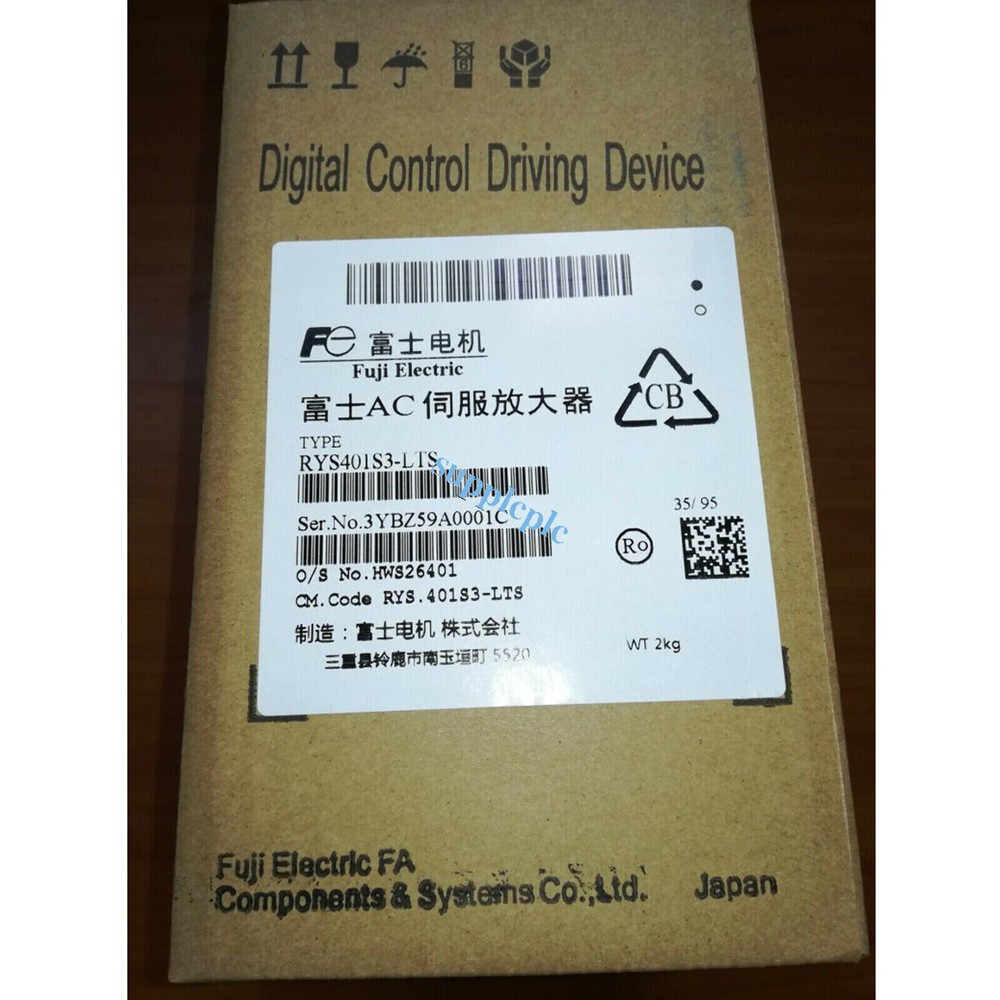 Digital Control Driving Device
Fe 富士电机
Fuji Electric
富士AC 伺服放大器
CB
TYPE
RYS401S3-LTS
supplcplc
35/ 95
Ser.No.3YBZ59A0001C
Ro
O/S No.HWS26401
CM.Code RYS.401S3-LTS
制造：富士电机 株式会社
WT 2kg
三重县铃鹿市南玉垣町 5520
Fuji Electric FA
Components & Systems Co.,Ltd. Japan